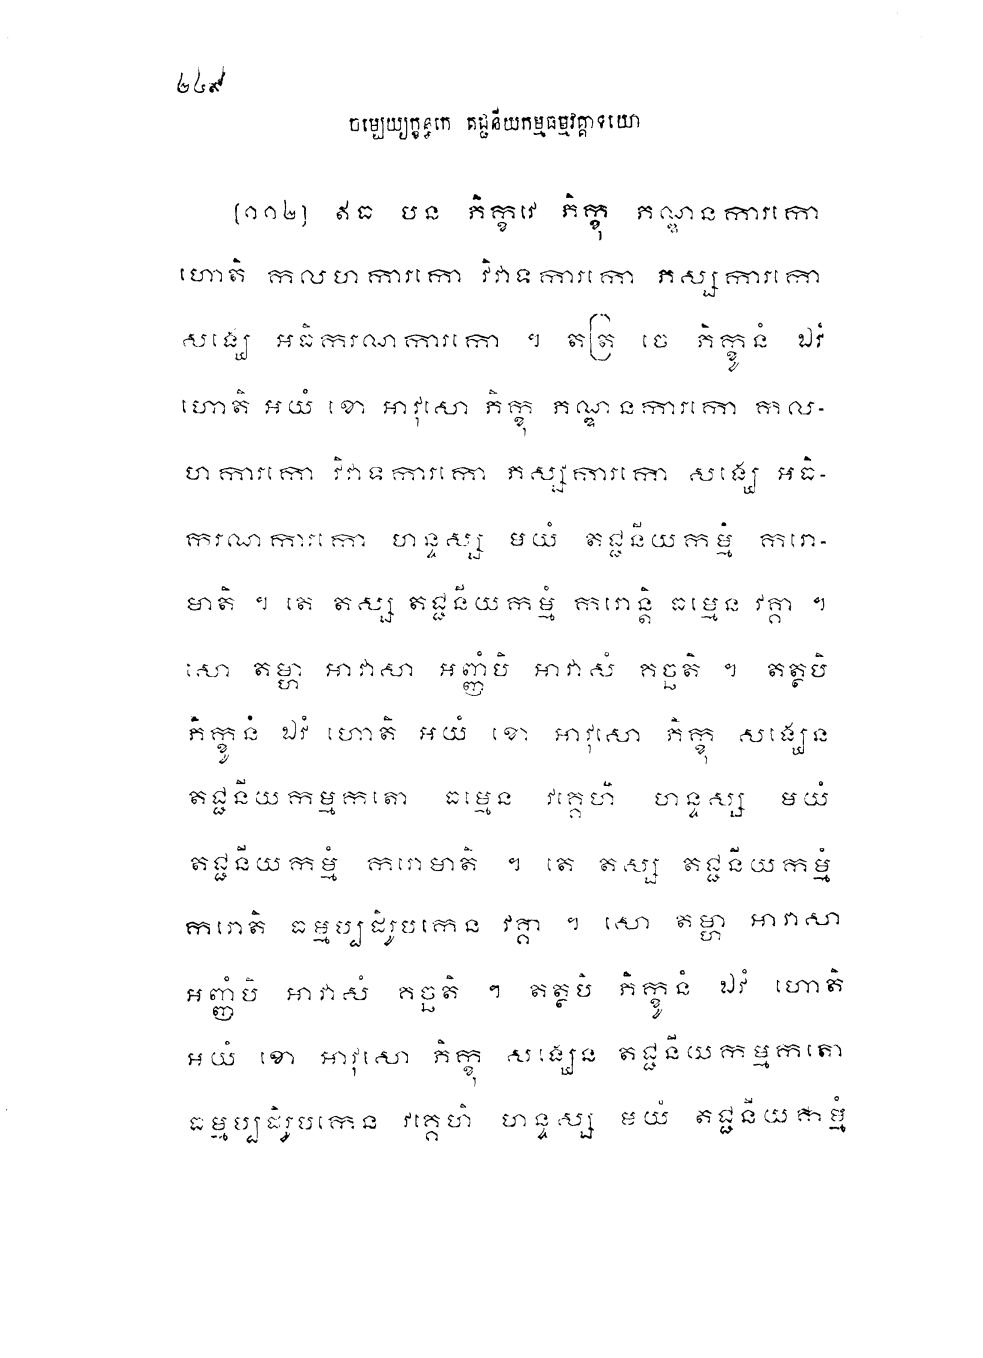 ២៤៩
ចម្បេយ្យក្ខន្ធកេ តជ្ជនីយកម្មធម្មវគ្គាទយោ
(១១២) ឥធ បន ភិក្ខវេ ភិក្ខុ ភណ្ឌនការកោ
ហោតិ កលហការកោ វិវាទការកោ ភស្សការកោ
សង្ឃេ អធិករណការកោ ។ តត្រ ចេ ភិក្ខូនំ ឯវំ
ហោតិ អយំ ខោ អាវុសោ ភិក្ខុ ភណ្ឌនការកោ កល-
ហការកោ វិវាទការកោ ភស្សការកោ សង្ឃេ អធិ-
ករណការកោ ហន្ទស្ស មយំ តជ្ជនីយកម្មំ ករោ-
មាតិ ។ តេ តស្ស តជ្ជនីយកម្មំ ករោន្តិ ធម្មេន វគ្គា ។
សោ តម្ហា អាវាសា អញ្ញំបិ អាវាសំ គច្ឆតិ ។ តត្ថបិ
ភិក្ខូនំ ឯវំ ហោតិ អយំ ខោ អាវុសោ ភិក្ខុ សង្ឃេន
តជ្ជនីយកម្មកតោ ធម្មេន វគ្គេហិ ហន្ទស្ស មយំ
តជ្ជនីយកម្មំ ករោមាតិ ។ តេ តស្ស តជ្ជនីយកម្មំ
ករោតិ ធម្មប្បដិរូបកេន វគ្គា ។ សោ តម្ហា អាវាសា
អញ្ញំបិ អាវាសំ គច្ឆតិ ។ តត្ថបិ ភិក្ខូនំ ឯវំ ហោតិ
អយំ ខោ អាវុសោ ភិក្ខុ សង្ឃេន តជ្ជនីយកម្មកតោ
ធម្មប្បដិរូបកេន វគ្គេហិ ហន្ទស្ស មយំ តជ្ជនីយកម្មំ